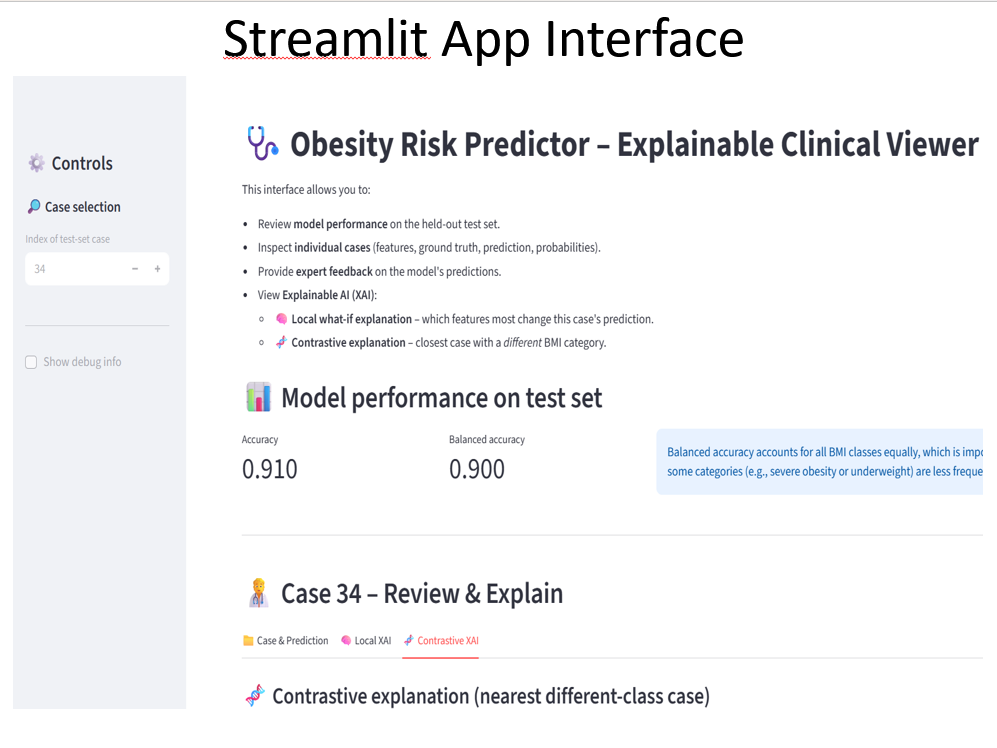 Streamlit App Interface
Controls
Case selection
Index of test-set case
34 − +
Show debug info
Obesity Risk Predictor – Explainable Clinical Viewer
This interface allows you to:
• Review model performance on the held-out test set.
• Inspect individual cases (features, ground truth, prediction, probabilities).
• Provide expert feedback on the model's predictions.
• View Explainable AI (XAI):
○ Local what-if explanation – which features most change this case's prediction.
○ Contrastive explanation – closest case with a different BMI category.
Model performance on test set
Accuracy
0.910
Balanced accuracy
0.900
Balanced accuracy accounts for all BMI classes equally, which is
some categories (e.g., severe obesity or underweight) are less
Case 34 – Review & Explain
Case & Prediction Local XAI Contrastive XAI
Contrastive explanation (nearest different-class case)